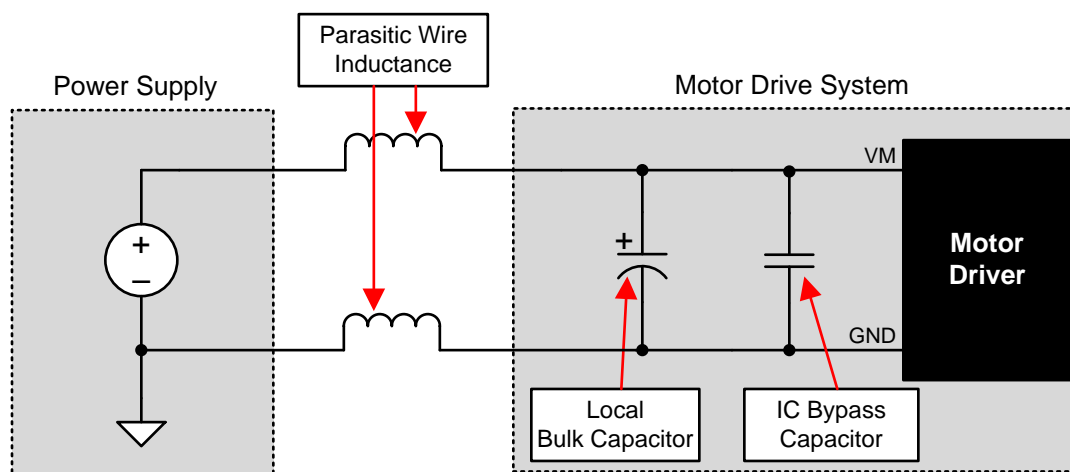 Parasitic Wire
Inductance
Power Supply
Motor Drive System
VM
+
+
–
Motor
Driver
GND
Local
Bulk Capacitor
IC Bypass
Capacitor